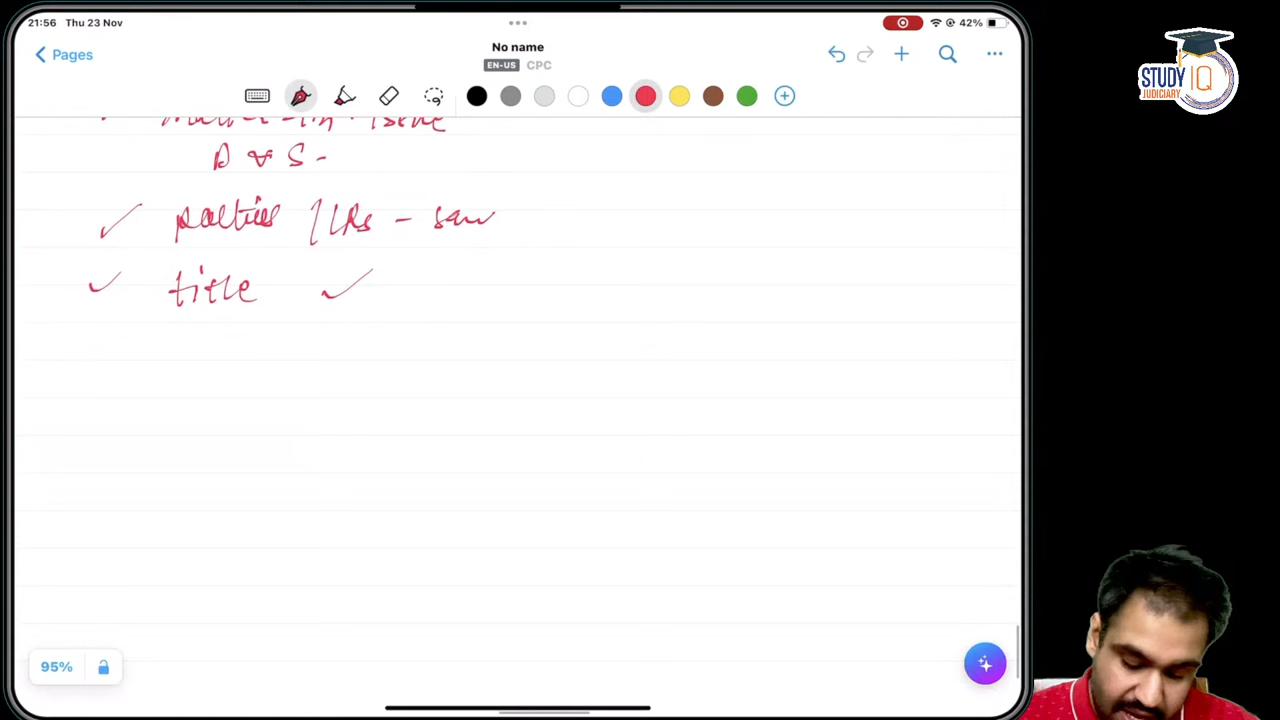 21:56 Thu 23 Nov
42%
Pages
No name
EN-US CPC
STUDY IQ
JUDICIARY
issue
D & S -
parties / LRs - same
title
95%